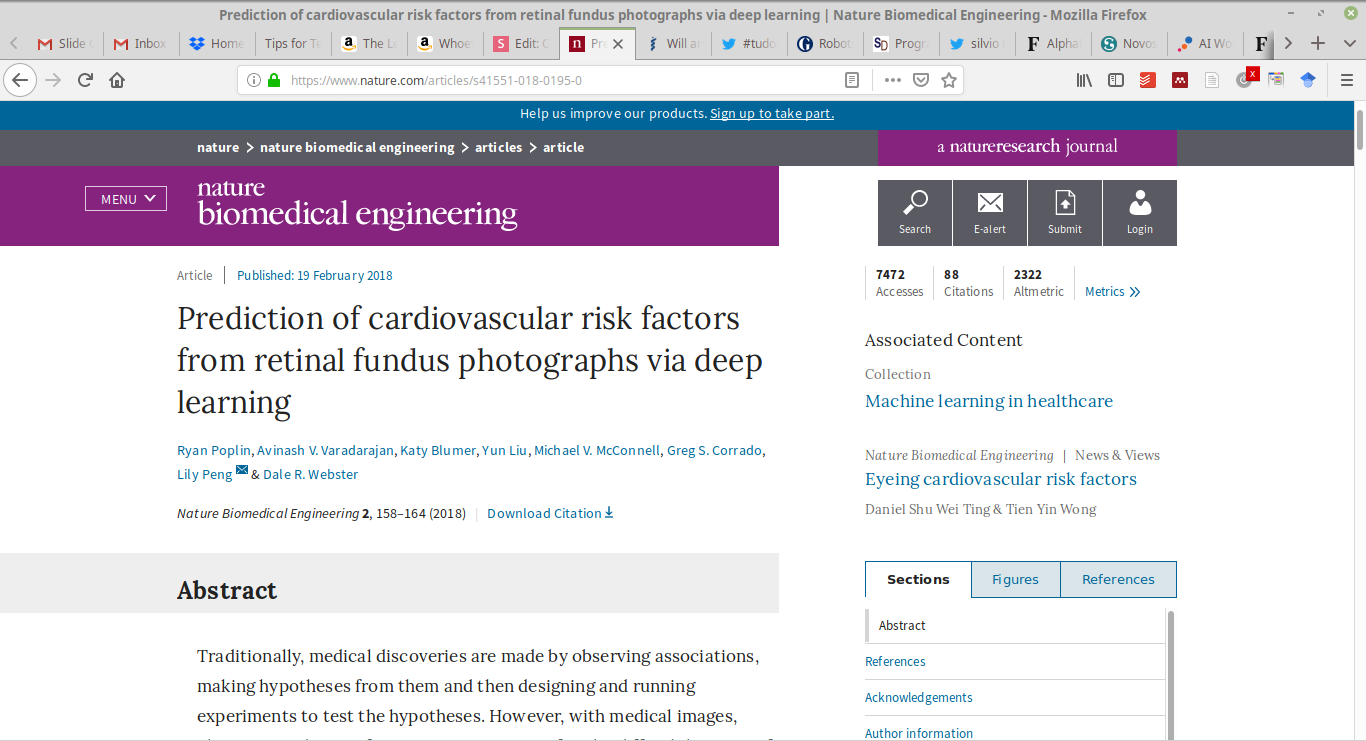 Prediction of cardiovascular risk factors from retinal fundus photographs via deep learning | Nature Biomedical Engineering - Mozilla Firefox
Slide
Inbox
Home
Tips for
The
Whoe
Edit:
Pre
Will
#tudo
Robot
Progra
silvio
Alpha
Novos
AI
https://www.nature.com/articles/s41551-018-0195-0
x
Help us improve our products. Sign up to take part.
nature > nature biomedical engineering > articles > article
a natureresearch journal
MENU
nature
biomedical engineering
Search
E-alert
Submit
Login
Article | Published: 19 February 2018
7472 88 2322
Accesses Citations Altmetric Metrics
Prediction of cardiovascular risk factors
from retinal fundus photographs via deep
learning
Ryan Poplin, Avinash V. Varadarajan, Katy Blumer, Yun Liu, Michael V. McConnell, Greg S. Corrado,
Lily Peng & Dale R. Webster
Nature Biomedical Engineering 2, 158–164 (2018) | Download Citation
Abstract
Traditionally, medical discoveries are made by observing associations,
making hypotheses from them and then designing and running
experiments to test the hypotheses. However, with medical images,
Associated Content
Collection
Machine learning in healthcare
Nature Biomedical Engineering | News & Views
Eyeing cardiovascular risk factors
Daniel Shu Wei Ting & Tien Yin Wong
Sections
Figures
References
Abstract
References
Acknowledgements
Author information